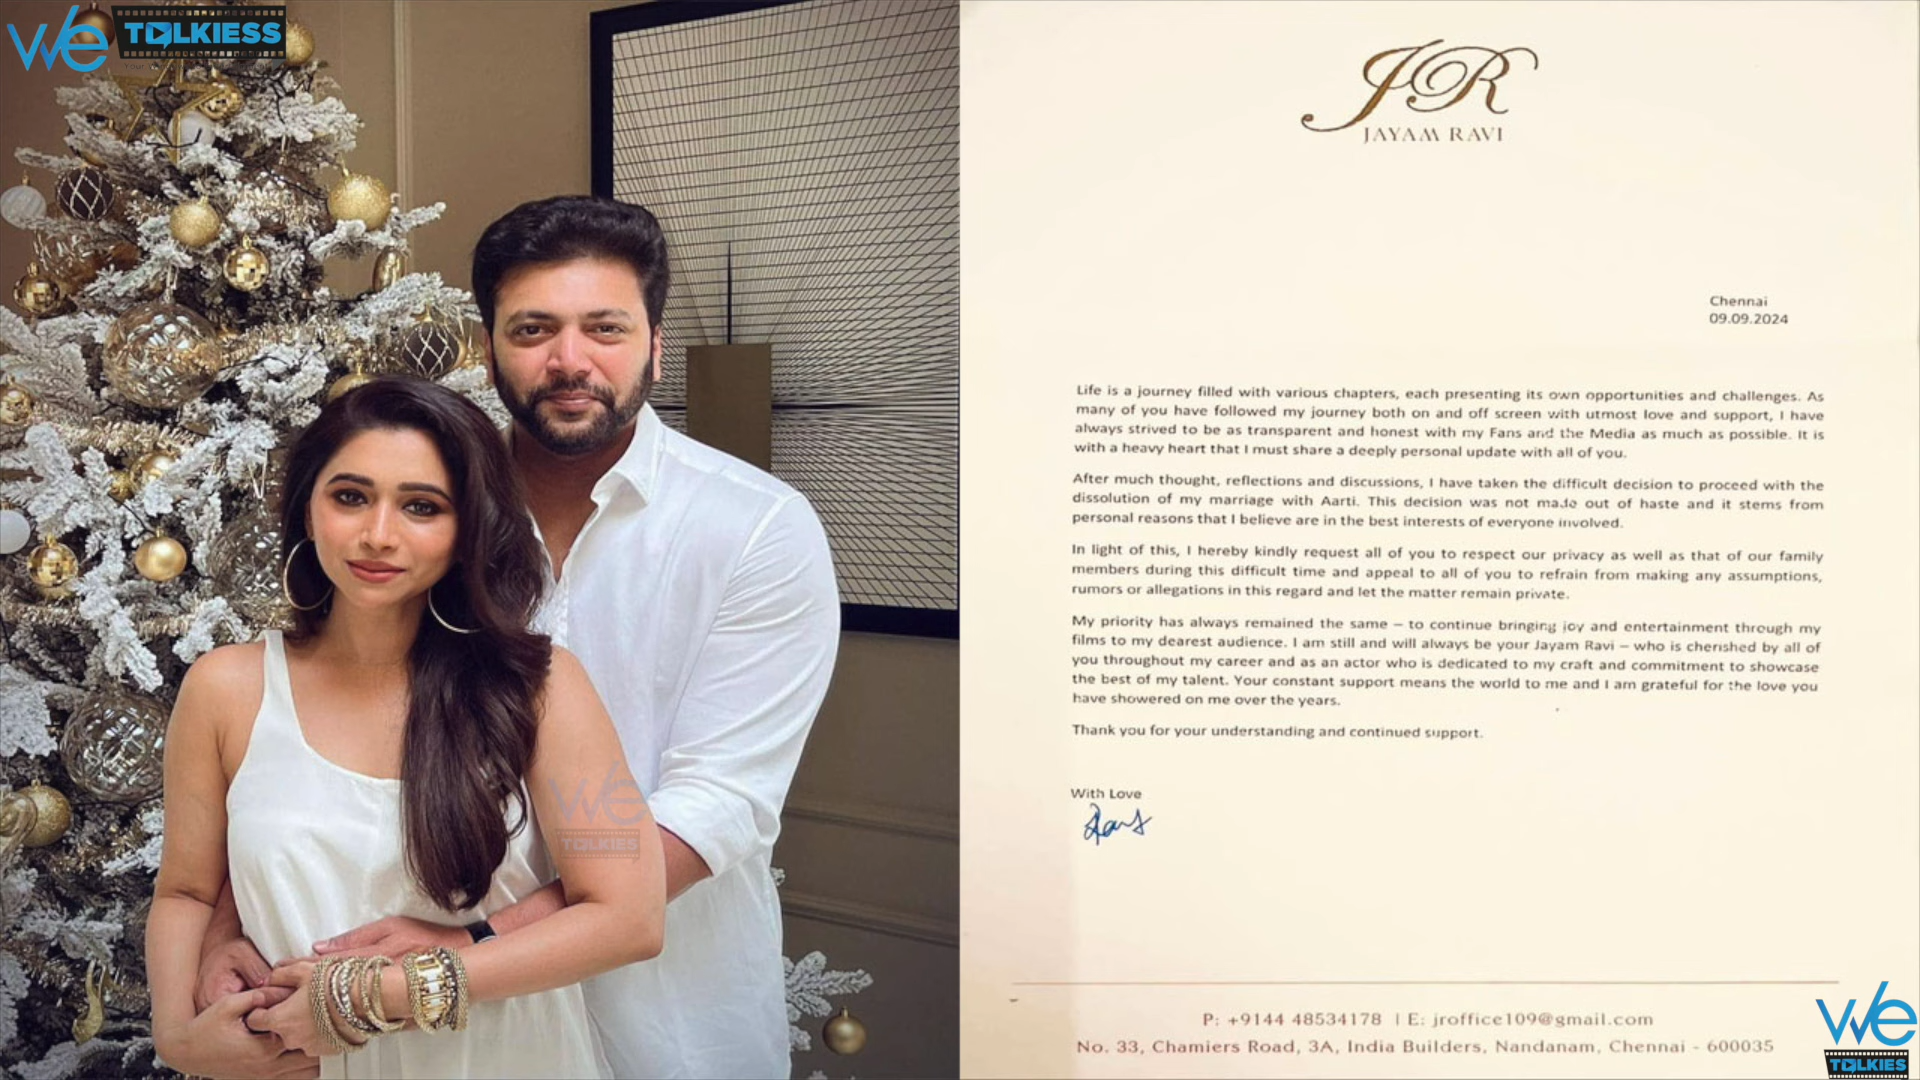 We
TOLKIESS
JR
JAYAM RAVI
Chennai
09.09.2024
Life is a journey filled with various chapters, each presenting its own opportunities and challenges. As
many of you have followed my journey both on and off screen with utmost love and support, I have
always strived to be as transparent and honest with my Fans and the Media as much as possible. It is
with a heavy heart that I must share a deeply personal update with all of you.
After much thought, reflections and discussions, I have taken the difficult decision to proceed with the
dissolution of my marriage with Aarti. This decision was not made out of haste and it stems from
personal reasons that I believe are in the best interests of everyone involved.
In light of this, I hereby kindly request all of you to respect our privacy as well as that of our family
members during this difficult time and appeal to all of you to refrain from making any assumptions,
rumors or allegations in this regard and let the matter remain private.
My priority has always remained the same – to continue bringing joy and entertainment through my
films to my dearest audience. I am still and will always be your Jayam Ravi – who is cherished by all of
you throughout my career and as an actor who is dedicated to my craft and commitment to showcase
the best of my talent. Your constant support means the world to me and I am grateful for the love you
have showered on me over the years.
Thank you for your understanding and continued support.
With Love
P: +9144 48534178 | E: jroffice109@gmail.com
No. 33, Chamiers Road, 3A, India Builders, Nandanam, Chennai - 600035
We
TOLKIES
We
TOLKIES